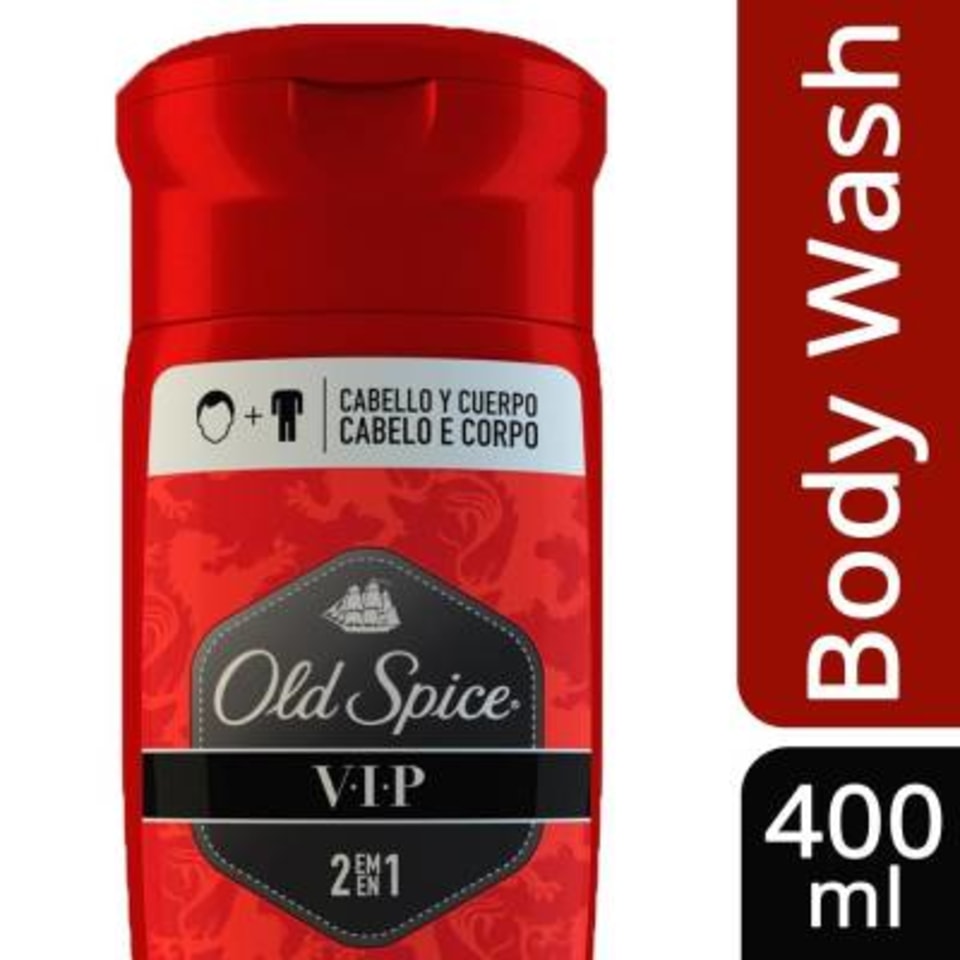 CABELLO Y CUERPO
CABELO E CORPO
Old Spice
V·I·P
2 EM EN 1
Body Wash
400
ml